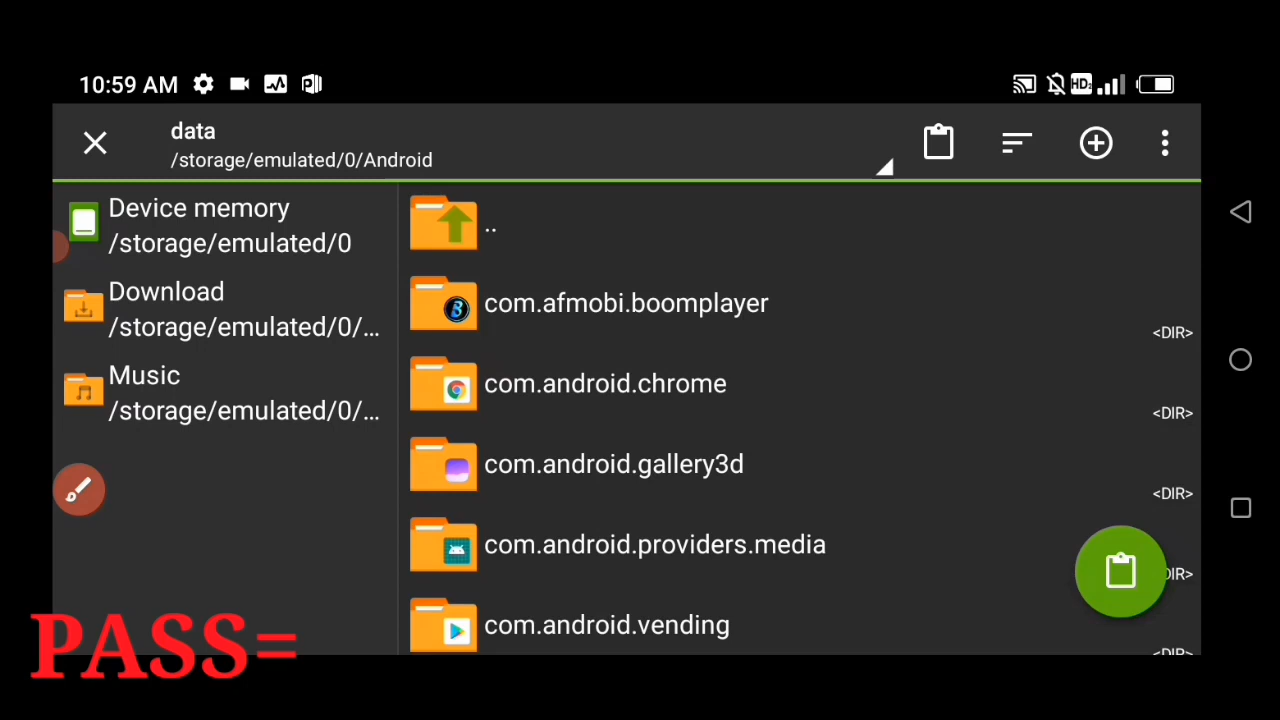 10:59 AM
HD
data
/storage/emulated/0/Android
Device memory
/storage/emulated/0
Download
/storage/emulated/0/...
Music
/storage/emulated/0/...
..
com.afmobi.boomplayer
<DIR>
com.android.chrome
<DIR>
com.android.gallery3d
<DIR>
com.android.providers.media
DIR>
com.android.vending
<DIR>
PASS=